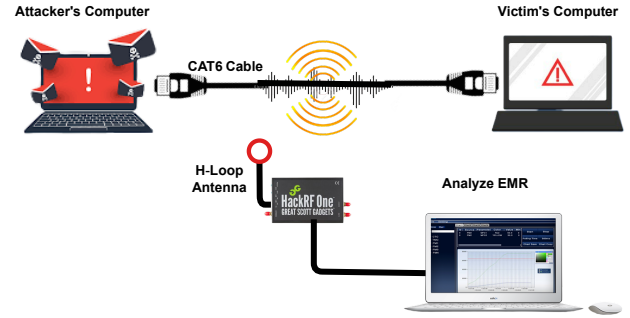 Attacker's Computer
Victim's Computer
CAT6 Cable
H-Loop
Antenna
HackRF One
GREAT SCOTT GADGETS
Analyze EMR